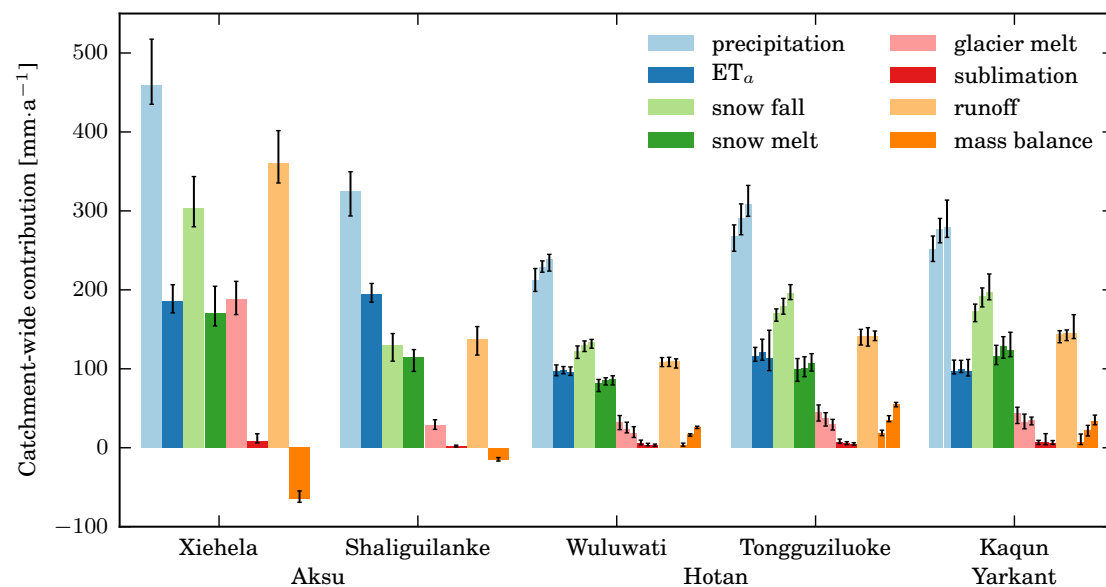 Catchment-wide contribution [mm·a⁻¹]
500
400
300
200
100
0
−100
precipitation
ETₐ
snow fall
snow melt
glacier melt
sublimation
runoff
mass balance
Xiehela Shaliguilanke Wuluwati Tongguziluoke Kaqun
Aksu Hotan Yarkant